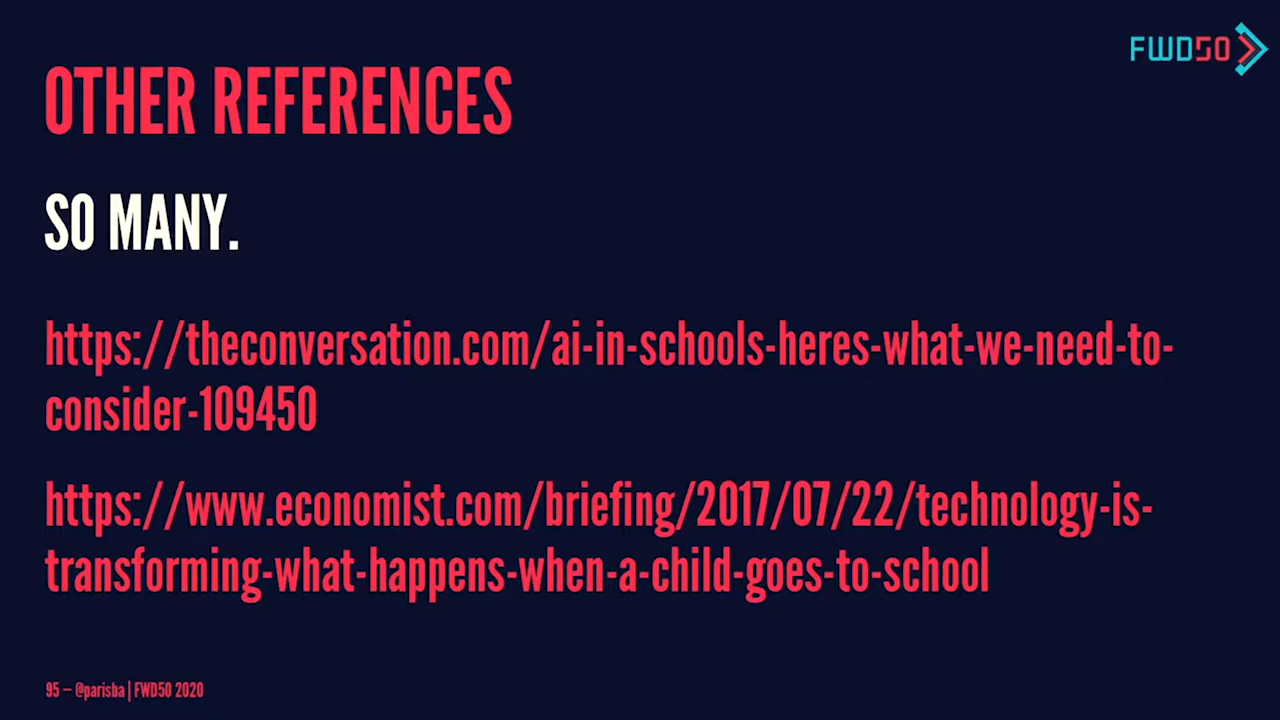 FWD50
OTHER REFERENCES
SO MANY.
https://theconversation.com/ai-in-schools-heres-what-we-need-to-
consider-109450
https://www.economist.com/briefing/2017/07/22/technology-is-
transforming-what-happens-when-a-child-goes-to-school
95 — @parisba | FWD50 2020